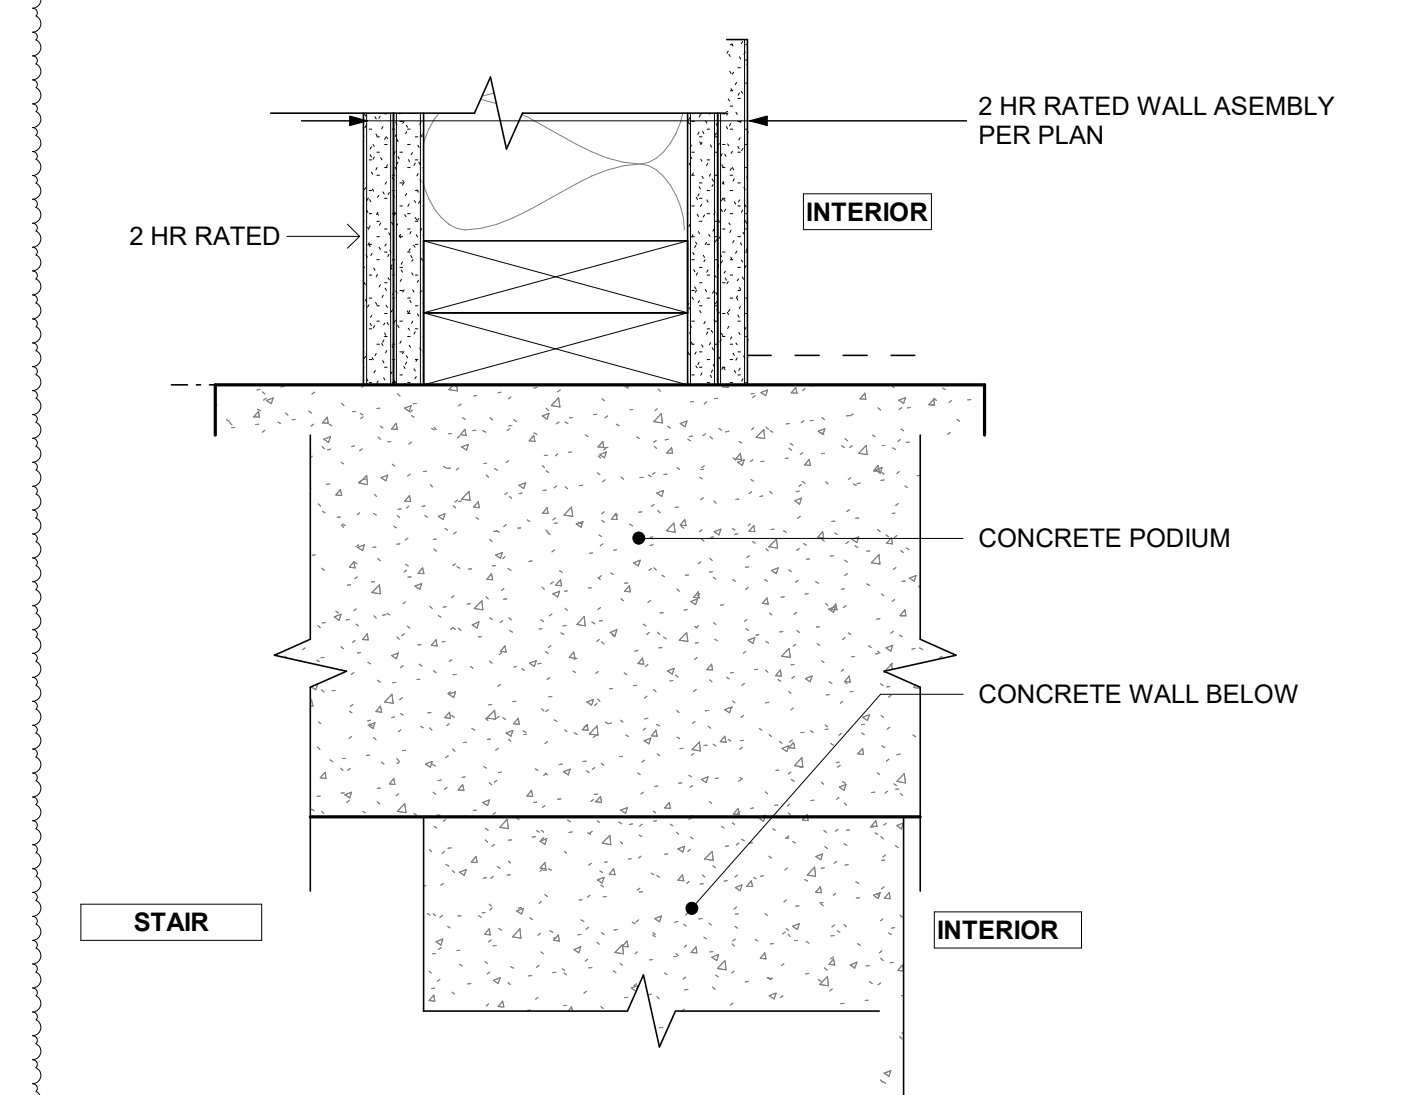 2 HR RATED WALL ASEMBLY
PER PLAN
INTERIOR
2 HR RATED
CONCRETE PODIUM
CONCRETE WALL BELOW
STAIR
INTERIOR